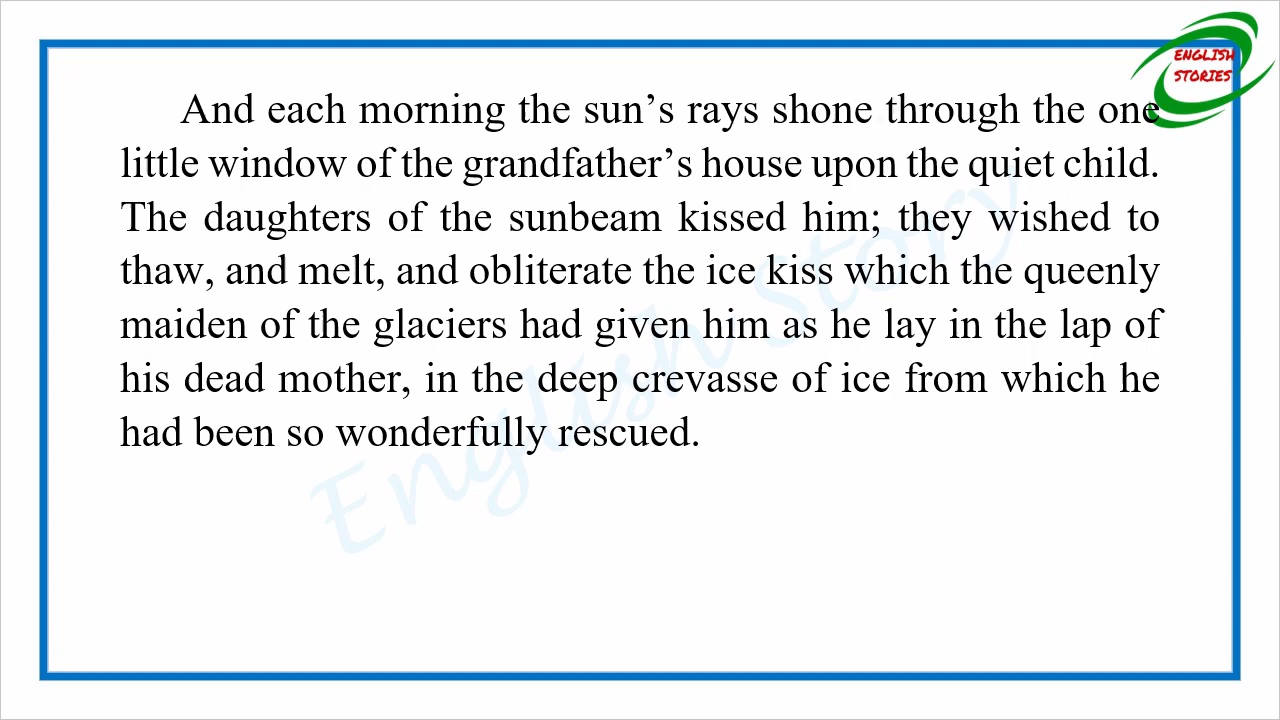 ENGLISH
STORIES
And each morning the sun’s rays shone through the one
little window of the grandfather’s house upon the quiet child.
The daughters of the sunbeam kissed him; they wished to
thaw, and melt, and obliterate the ice kiss which the queenly
maiden of the glaciers had given him as he lay in the lap of
his dead mother, in the deep crevasse of ice from which he
had been so wonderfully rescued.
English Story